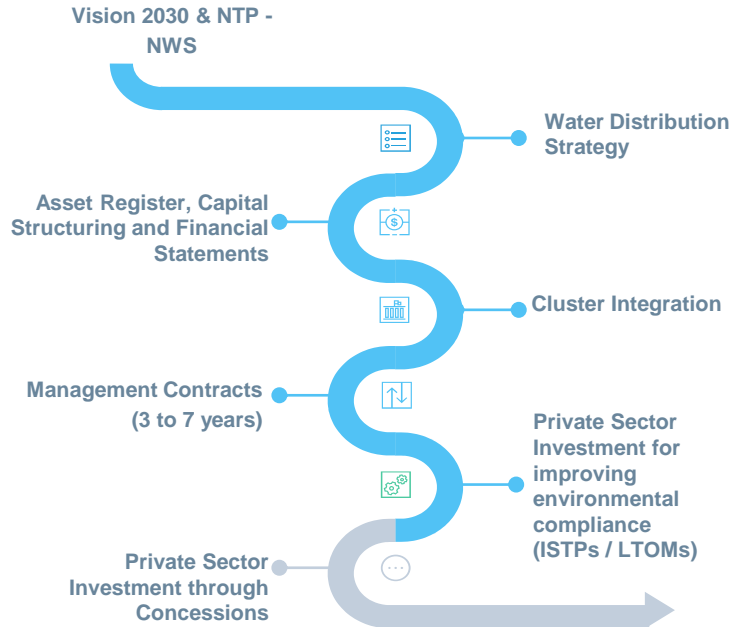 Vision 2030 & NTP -
NWS
Water Distribution
Strategy
Asset Register, Capital
Structuring and Financial
Statements
Cluster Integration
Management Contracts
(3 to 7 years)
Private Sector
Investment for
improving
environmental
compliance
(ISTPs / LTOMs)
Private Sector
Investment through
Concessions